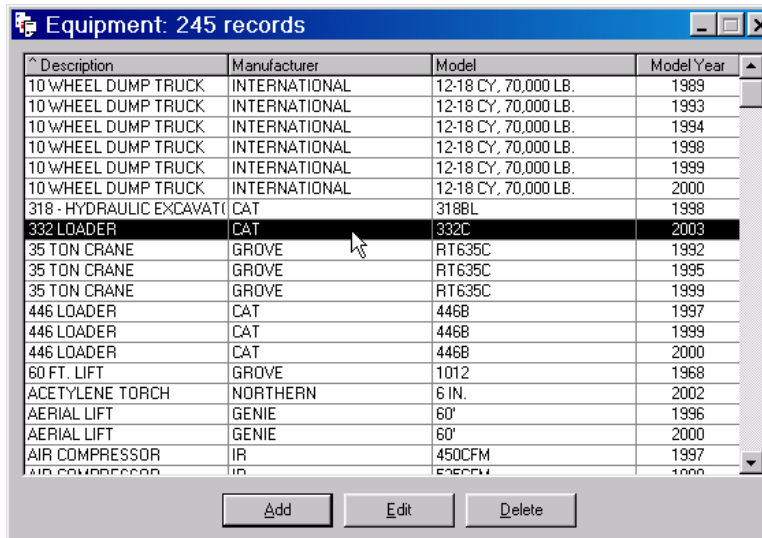 Equipment: 245 records
^ Description Manufacturer Model Model Year
10 WHEEL DUMP TRUCK INTERNATIONAL 12-18 CY, 70,000 LB. 1989
10 WHEEL DUMP TRUCK INTERNATIONAL 12-18 CY, 70,000 LB. 1993
10 WHEEL DUMP TRUCK INTERNATIONAL 12-18 CY, 70,000 LB. 1994
10 WHEEL DUMP TRUCK INTERNATIONAL 12-18 CY, 70,000 LB. 1998
10 WHEEL DUMP TRUCK INTERNATIONAL 12-18 CY, 70,000 LB. 1999
10 WHEEL DUMP TRUCK INTERNATIONAL 12-18 CY, 70,000 LB. 2000
318 - HYDRAULIC EXCAVAT( CAT 318BL 1998
332 LOADER CAT 332C 2003
35 TON CRANE GROVE RT635C 1992
35 TON CRANE GROVE RT635C 1995
35 TON CRANE GROVE RT635C 1999
446 LOADER CAT 446B 1997
446 LOADER CAT 446B 1999
446 LOADER CAT 446B 2000
60 FT. LIFT GROVE 1012 1968
ACETYLENE TORCH NORTHERN 6 IN. 2002
AERIAL LIFT GENIE 60' 1996
AERIAL LIFT GENIE 60' 2000
AIR COMPRESSOR IR 450CFM 1997
AIR COMPRESSOR IR
Add Edit Delete